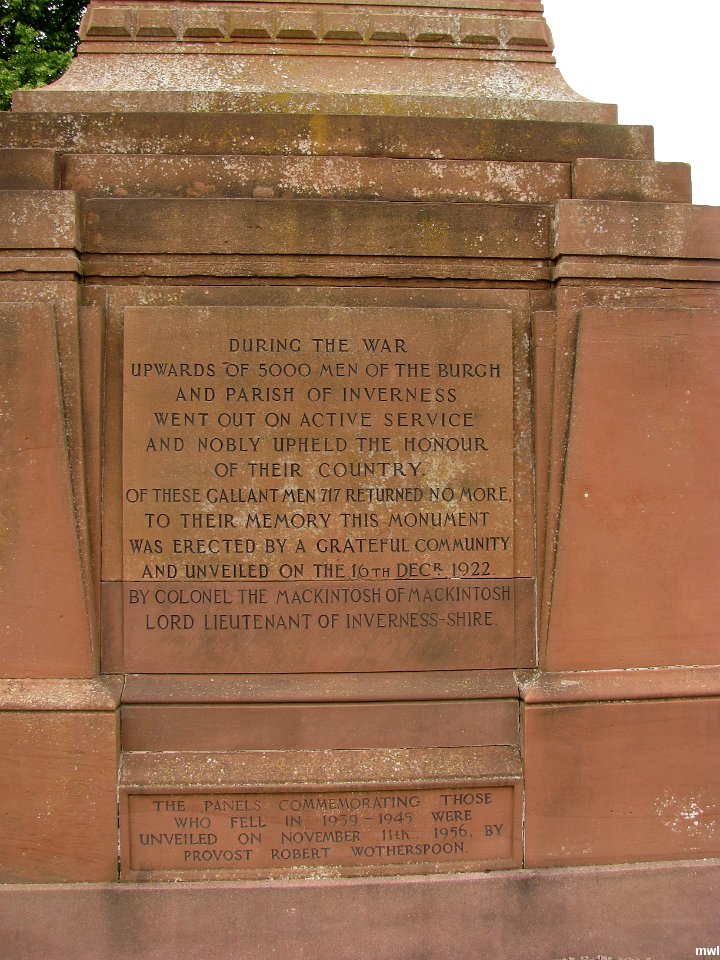 DURING THE WAR
UPWARDS OF 5000 MEN OF THE BURGH
AND PARISH OF INVERNESS
WENT OUT ON ACTIVE SERVICE
AND NOBLY UPHELD THE HONOUR
OF THEIR COUNTRY.
OF THESE GALLANT MEN 717 RETURNED NO MORE,
TO THEIR MEMORY THIS MONUMENT
WAS ERECTED BY A GRATEFUL COMMUNITY
AND UNVEILED ON THE 16TH DECR. 1922.
BY COLONEL THE MACKINTOSH OF MACKINTOSH
LORD LIEUTENANT OF INVERNESS-SHIRE.
THE PANELS COMMEMORATING THOSE
WHO FELL IN 1939-1945 WERE
UNVEILED ON NOVEMBER 11th., 1956, BY
PROVOST ROBERT WOTHERSPOON.
mwl